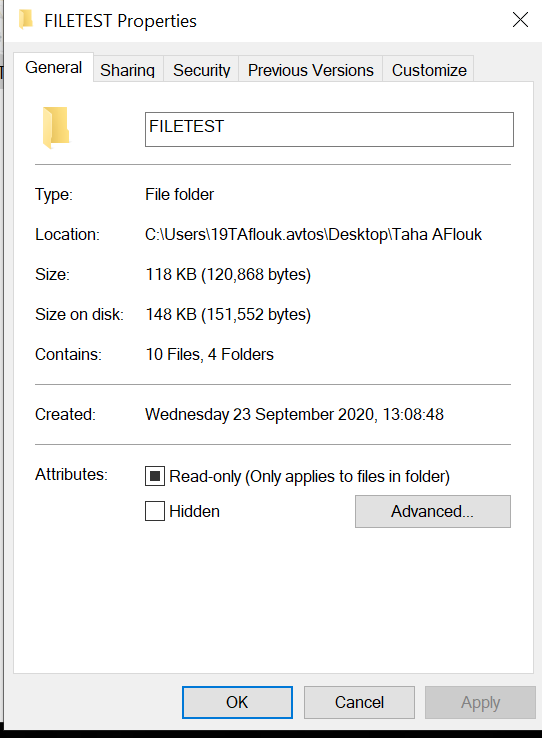 FILETEST Properties
General Sharing Security Previous Versions Customize
FILETEST
Type: File folder
Location: C:\Users\19TAflouk.avtos\Desktop\Taha AFlouk
Size: 118 KB (120,868 bytes)
Size on disk: 148 KB (151,552 bytes)
Contains: 10 Files, 4 Folders
Created: Wednesday 23 September 2020, 13:08:48
Attributes: Read-only (Only applies to files in folder)
Hidden Advanced...
OK Cancel Apply